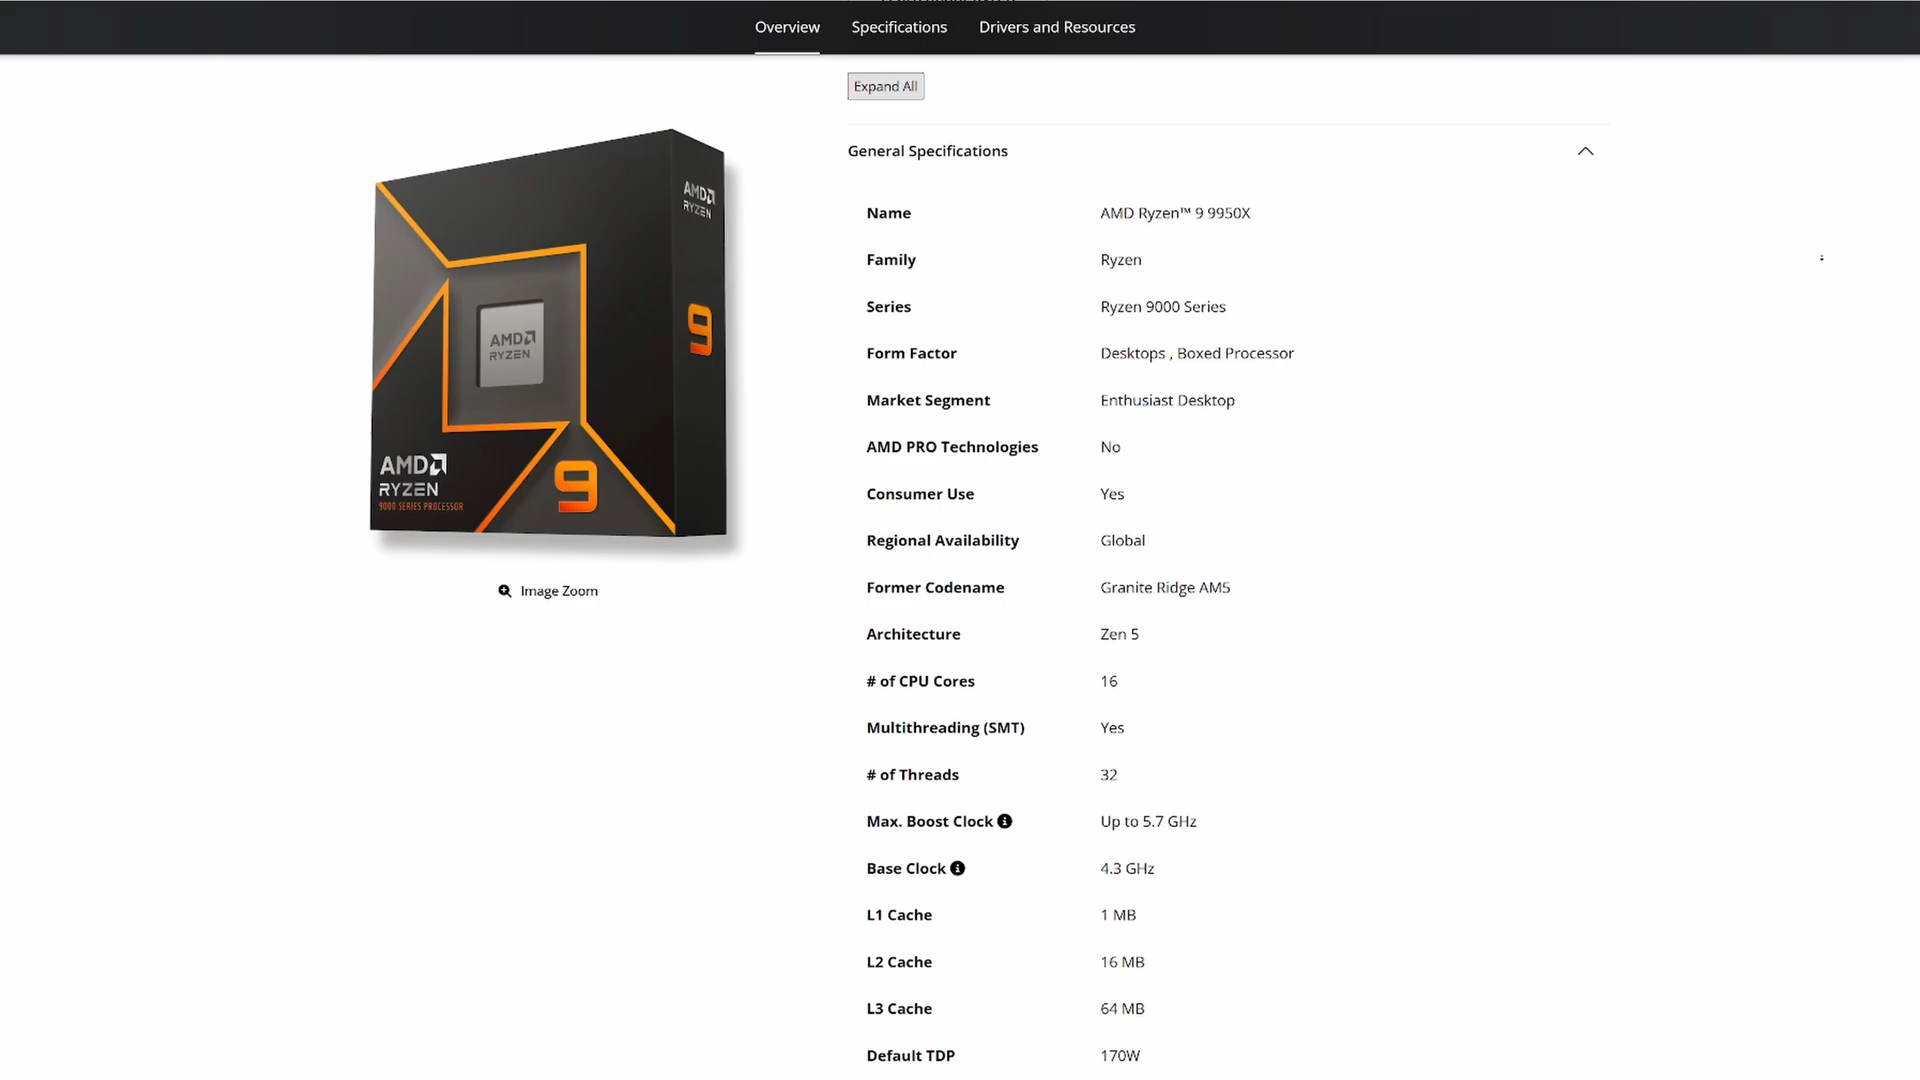 Overview Specifications Drivers and Resources
Expand All
General Specifications
AMD
RYZEN
9
AMD
RYZEN
AMD
RYZEN
9000 SERIES PROCESSOR
9
Image Zoom
Name AMD Ryzen™ 9 9950X
Family Ryzen
Series Ryzen 9000 Series
Form Factor Desktops , Boxed Processor
Market Segment Enthusiast Desktop
AMD PRO Technologies No
Consumer Use Yes
Regional Availability Global
Former Codename Granite Ridge AM5
Architecture Zen 5
# of CPU Cores 16
Multithreading (SMT) Yes
# of Threads 32
Max. Boost Clock Up to 5.7 GHz
Base Clock 4.3 GHz
L1 Cache 1 MB
L2 Cache 16 MB
L3 Cache 64 MB
Default TDP 170W